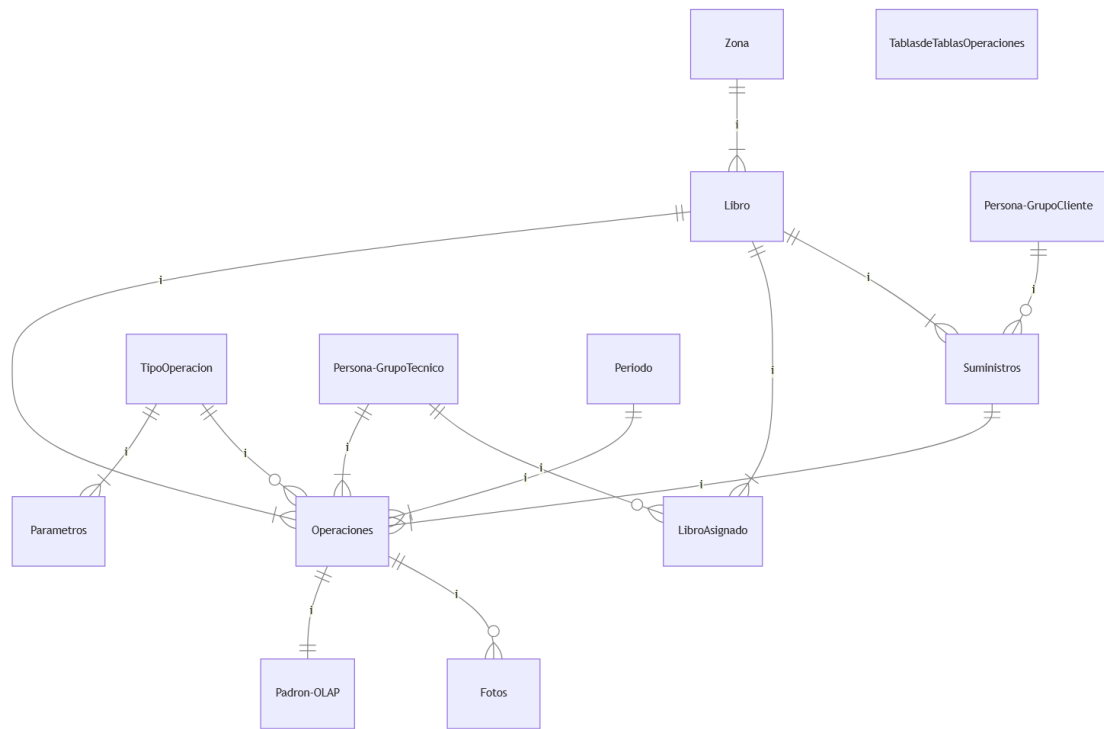 Zona
TablasdeTablasOperaciones
i
Libro
Persona-GrupoCliente
i
i
i
TipoOperacion
Persona-GrupoTecnico
Periodo
i
Suministros
i
i
i
i
i
i
i
Parametros
Operaciones
LibroAsignado
i
i
Padron-OLAP
Fotos